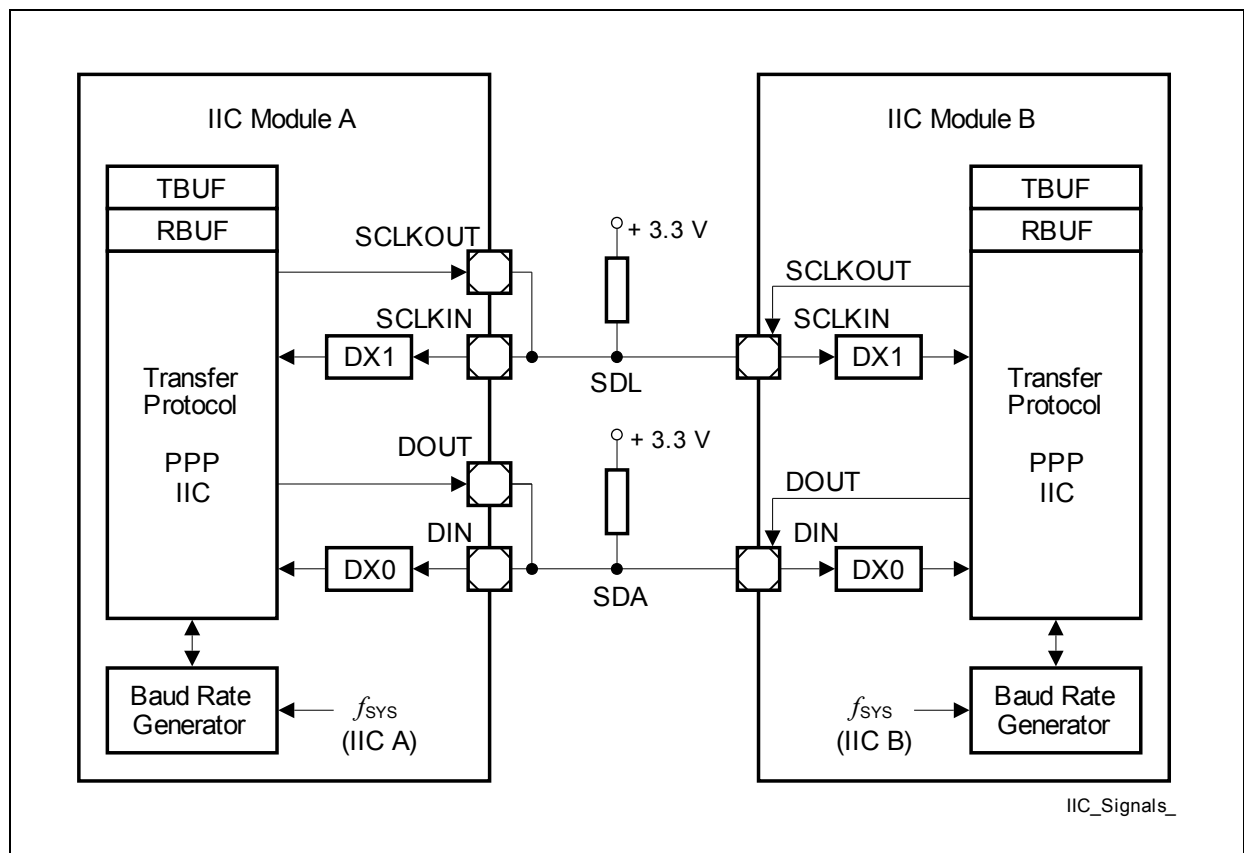 IIC Module A
TBUF
RBUF
SCLKOUT
SCLKIN
DX1
Transfer
Protocol
PPP
IIC
DOUT
DIN
DX0
Baud Rate
Generator
fSYS
(IIC A)
+ 3.3 V
SDL
+ 3.3 V
SDA
IIC Module B
TBUF
RBUF
SCLKOUT
SCLKIN
DX1
Transfer
Protocol
PPP
IIC
DOUT
DIN
DX0
fSYS
(IIC B)
Baud Rate
Generator
IIC_Signals_